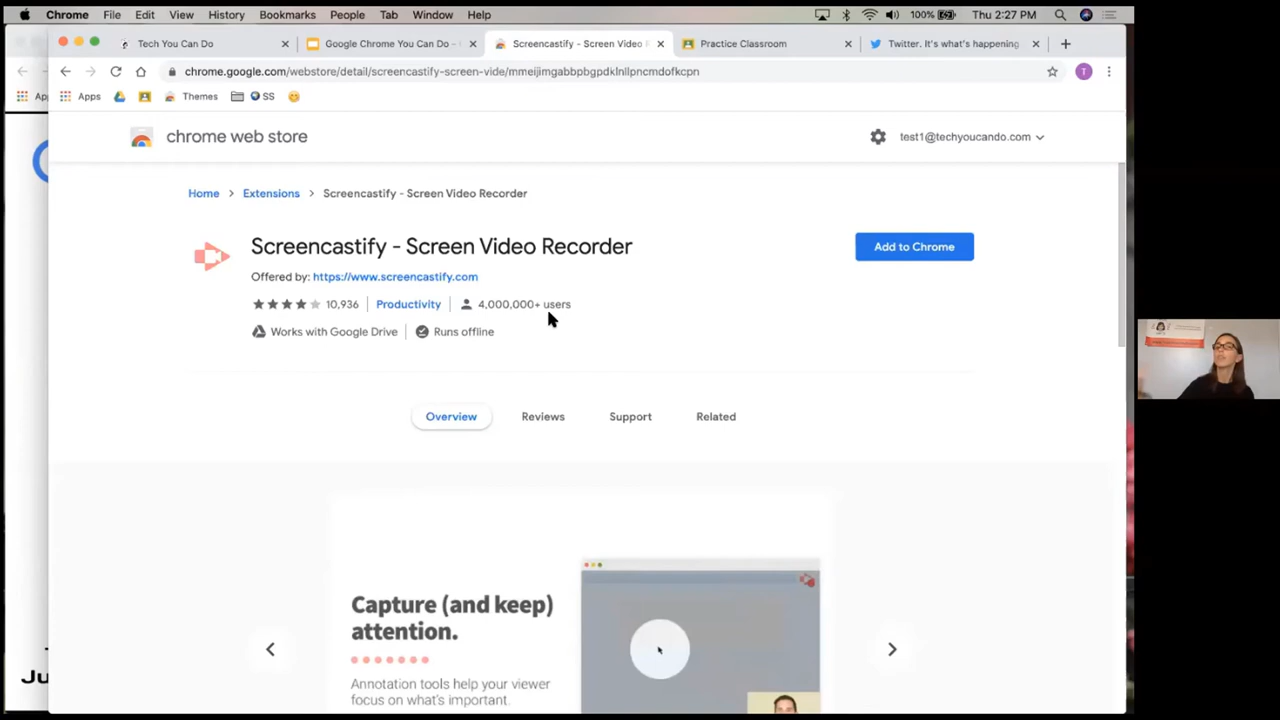 Chrome File Edit View History Bookmarks People Tab Window Help 100% Thu 2:27 PM
Tech You Can Do Google Chrome You Can Do - Screencastify - Screen Video Practice Classroom Twitter. It's what's happening
chrome.google.com/webstore/detail/screencastify-screen-vide/mmeijimgabbpbgpdklnllpncmdofkcpn T
Ap Apps Themes SS
chrome web store test1@techyoucando.com
Home > Extensions > Screencastify - Screen Video Recorder
Screencastify - Screen Video Recorder Add to Chrome
Offered by: https://www.screencastify.com
10,936 Productivity 4,000,000+ users
Works with Google Drive Runs offline
Overview Reviews Support Related
Capture (and keep)
attention.
Annotation tools help your viewer
focus on what's important.
Ju